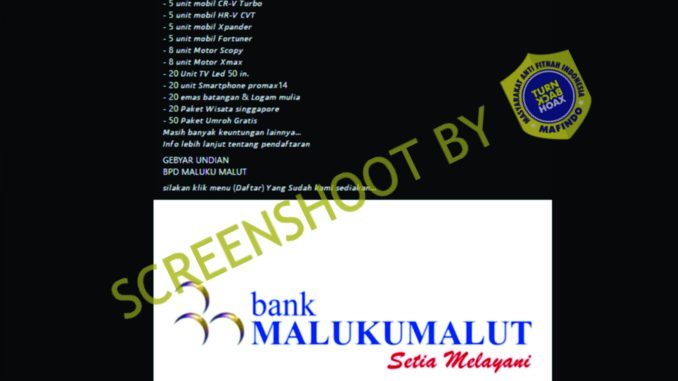 - 5 unit mobil CR-V Turbo
- 5 unit mobil HR-V CVT
- 5 unit mobil Xpander
- 5 unit mobil Fortuner
- 8 unit Motor Scopy
- 8 unit Motor Xmax
- 20 Unit TV Led 50 in.
- 20 unit Smartphone promax14
- 20 emas batangan & Logam mulia
- 20 Paket Wisata singgapore
- 50 Paket Umroh Gratis
Masih banyak keuntungan lainnya...
Info lebih lanjut tentang pendaftaran
GEBYAR UNDIAN
BPD MALUKU MALUT
silakan klik menu (Daftar) Yang Sudah kami sediakan...
SCREENSHOOT BY
MASYARAKAT ANTI FITNAH INDONESIA
TURN
BACK
HOAX
MAFINDO
bank
MALUKUMALUT
Setia Melayani